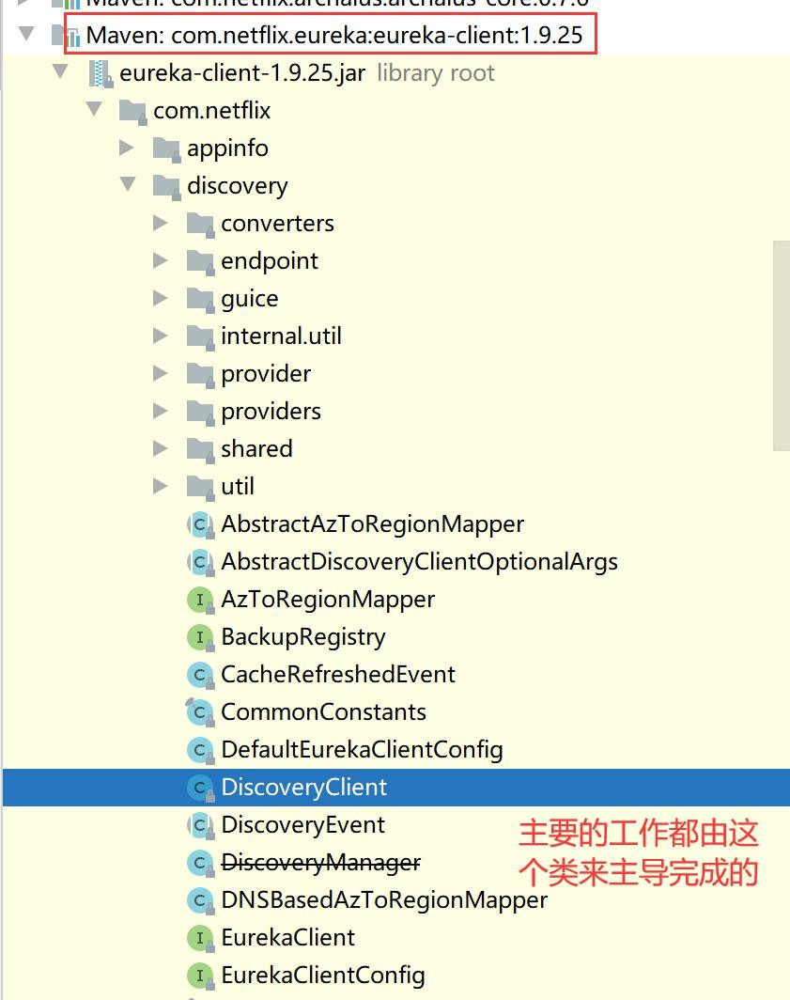 Maven: com.netflix.archaius:archaius-core:0.7.6
Maven: com.netflix.eureka:eureka-client:1.9.25
eureka-client-1.9.25.jar library root
com.netflix
appinfo
discovery
converters
endpoint
guice
internal.util
provider
providers
shared
util
AbstractAzToRegionMapper
AbstractDiscoveryClientOptionalArgs
AzToRegionMapper
BackupRegistry
CacheRefreshedEvent
CommonConstants
DefaultEurekaClientConfig
DiscoveryClient
DiscoveryEvent
主要的工作都由这
DiscoveryManager
个类来主导完成的
DNSBasedAzToRegionMapper
EurekaClient
EurekaClientConfig